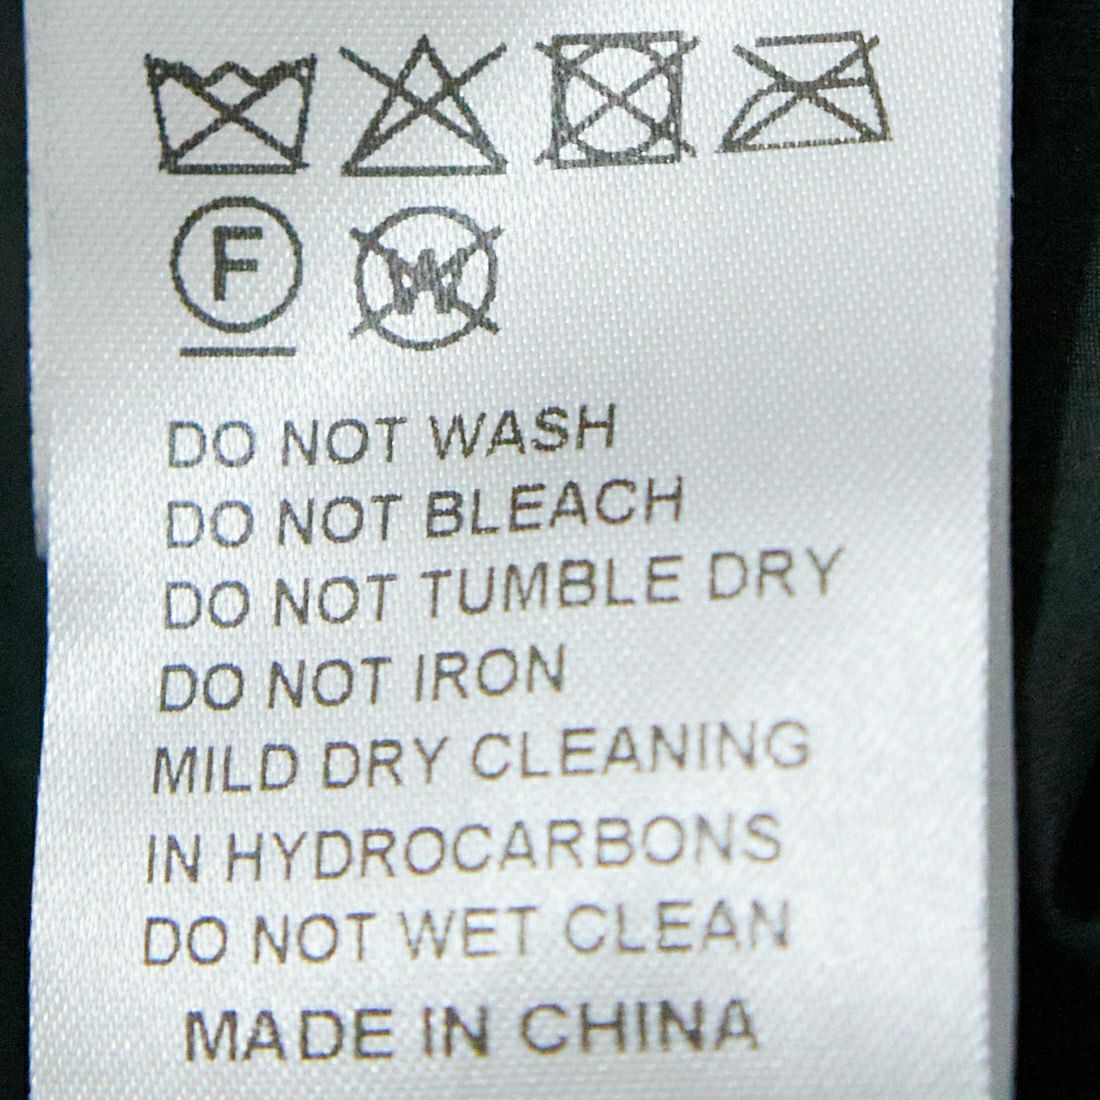 F W
DO NOT WASH
DO NOT BLEACH
DO NOT TUMBLE DRY
DO NOT IRON
MILD DRY CLEANING
IN HYDROCARBONS
DO NOT WET CLEAN
MADE IN CHINA